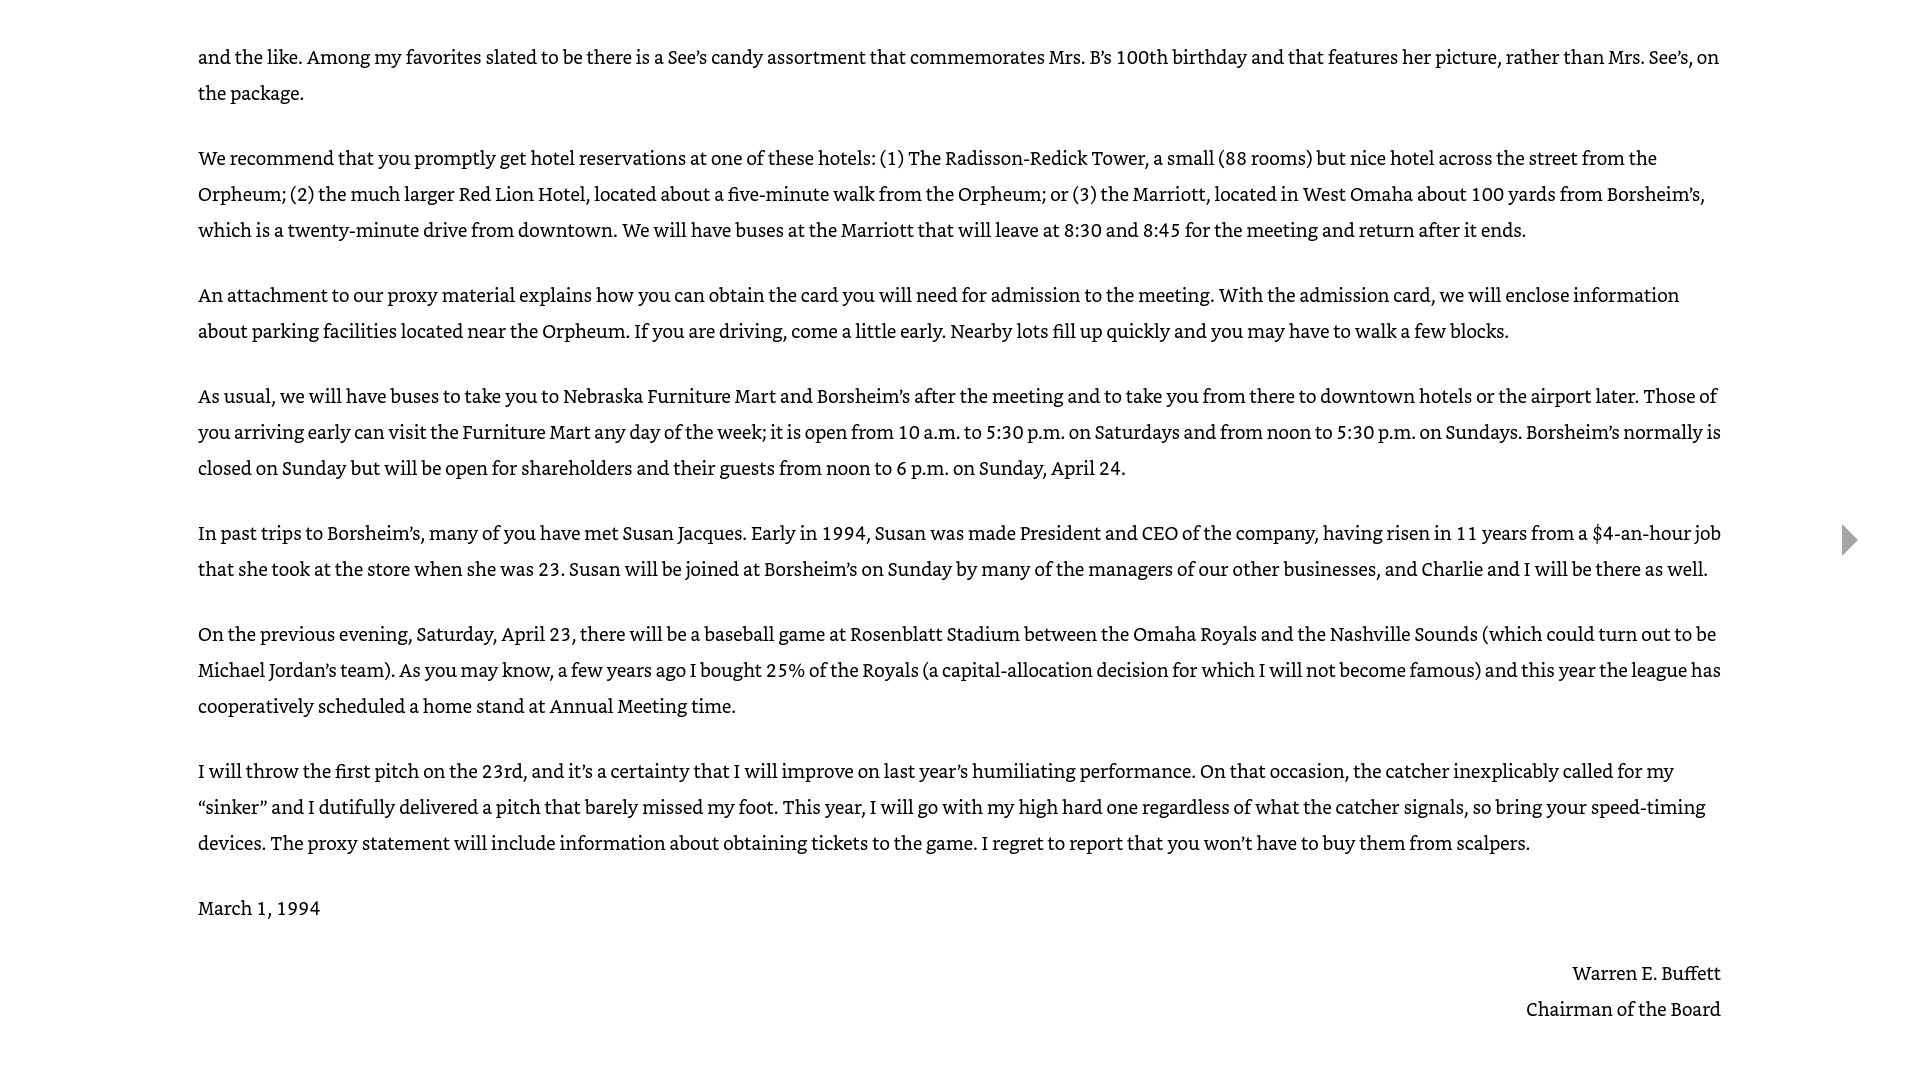 and the like. Among my favorites slated to be there is a See’s candy assortment that commemorates Mrs. B’s 100th birthday and that features her picture, rather than Mrs. See’s, on
the package.
We recommend that you promptly get hotel reservations at one of these hotels: (1) The Radisson-Redick Tower, a small (88 rooms) but nice hotel across the street from the
Orpheum; (2) the much larger Red Lion Hotel, located about a five-minute walk from the Orpheum; or (3) the Marriott, located in West Omaha about 100 yards from Borsheim’s,
which is a twenty-minute drive from downtown. We will have buses at the Marriott that will leave at 8:30 and 8:45 for the meeting and return after it ends.
An attachment to our proxy material explains how you can obtain the card you will need for admission to the meeting. With the admission card, we will enclose information
about parking facilities located near the Orpheum. If you are driving, come a little early. Nearby lots fill up quickly and you may have to walk a few blocks.
As usual, we will have buses to take you to Nebraska Furniture Mart and Borsheim’s after the meeting and to take you from there to downtown hotels or the airport later. Those of
you arriving early can visit the Furniture Mart any day of the week; it is open from 10 a.m. to 5:30 p.m. on Saturdays and from noon to 5:30 p.m. on Sundays. Borsheim’s normally is
closed on Sunday but will be open for shareholders and their guests from noon to 6 p.m. on Sunday, April 24.
In past trips to Borsheim’s, many of you have met Susan Jacques. Early in 1994, Susan was made President and CEO of the company, having risen in 11 years from a $4-an-hour job
that she took at the store when she was 23. Susan will be joined at Borsheim’s on Sunday by many of the managers of our other businesses, and Charlie and I will be there as well.
On the previous evening, Saturday, April 23, there will be a baseball game at Rosenblatt Stadium between the Omaha Royals and the Nashville Sounds (which could turn out to be
Michael Jordan’s team). As you may know, a few years ago I bought 25% of the Royals (a capital-allocation decision for which I will not become famous) and this year the league has
cooperatively scheduled a home stand at Annual Meeting time.
I will throw the first pitch on the 23rd, and it’s a certainty that I will improve on last year’s humiliating performance. On that occasion, the catcher inexplicably called for my
“sinker” and I dutifully delivered a pitch that barely missed my foot. This year, I will go with my high hard one regardless of what the catcher signals, so bring your speed-timing
devices. The proxy statement will include information about obtaining tickets to the game. I regret to report that you won’t have to buy them from scalpers.
March 1, 1994
Warren E. Buffett
Chairman of the Board